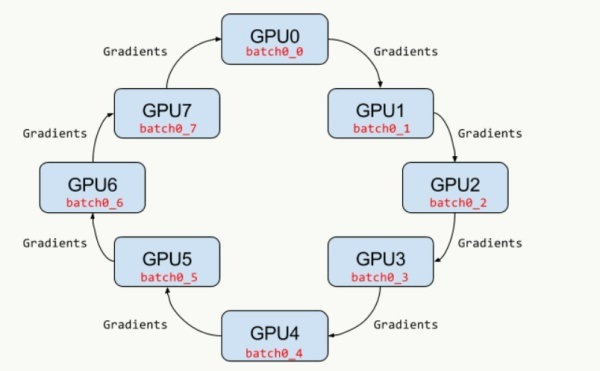 GPU0
batch0_0
Gradients
Gradients
GPU7
batch0_7
GPU1
batch0_1
Gradients
Gradients
GPU6
batch0_6
GPU2
batch0_2
Gradients
Gradients
GPU5
batch0_5
GPU3
batch0_3
Gradients
Gradients
GPU4
batch0_4